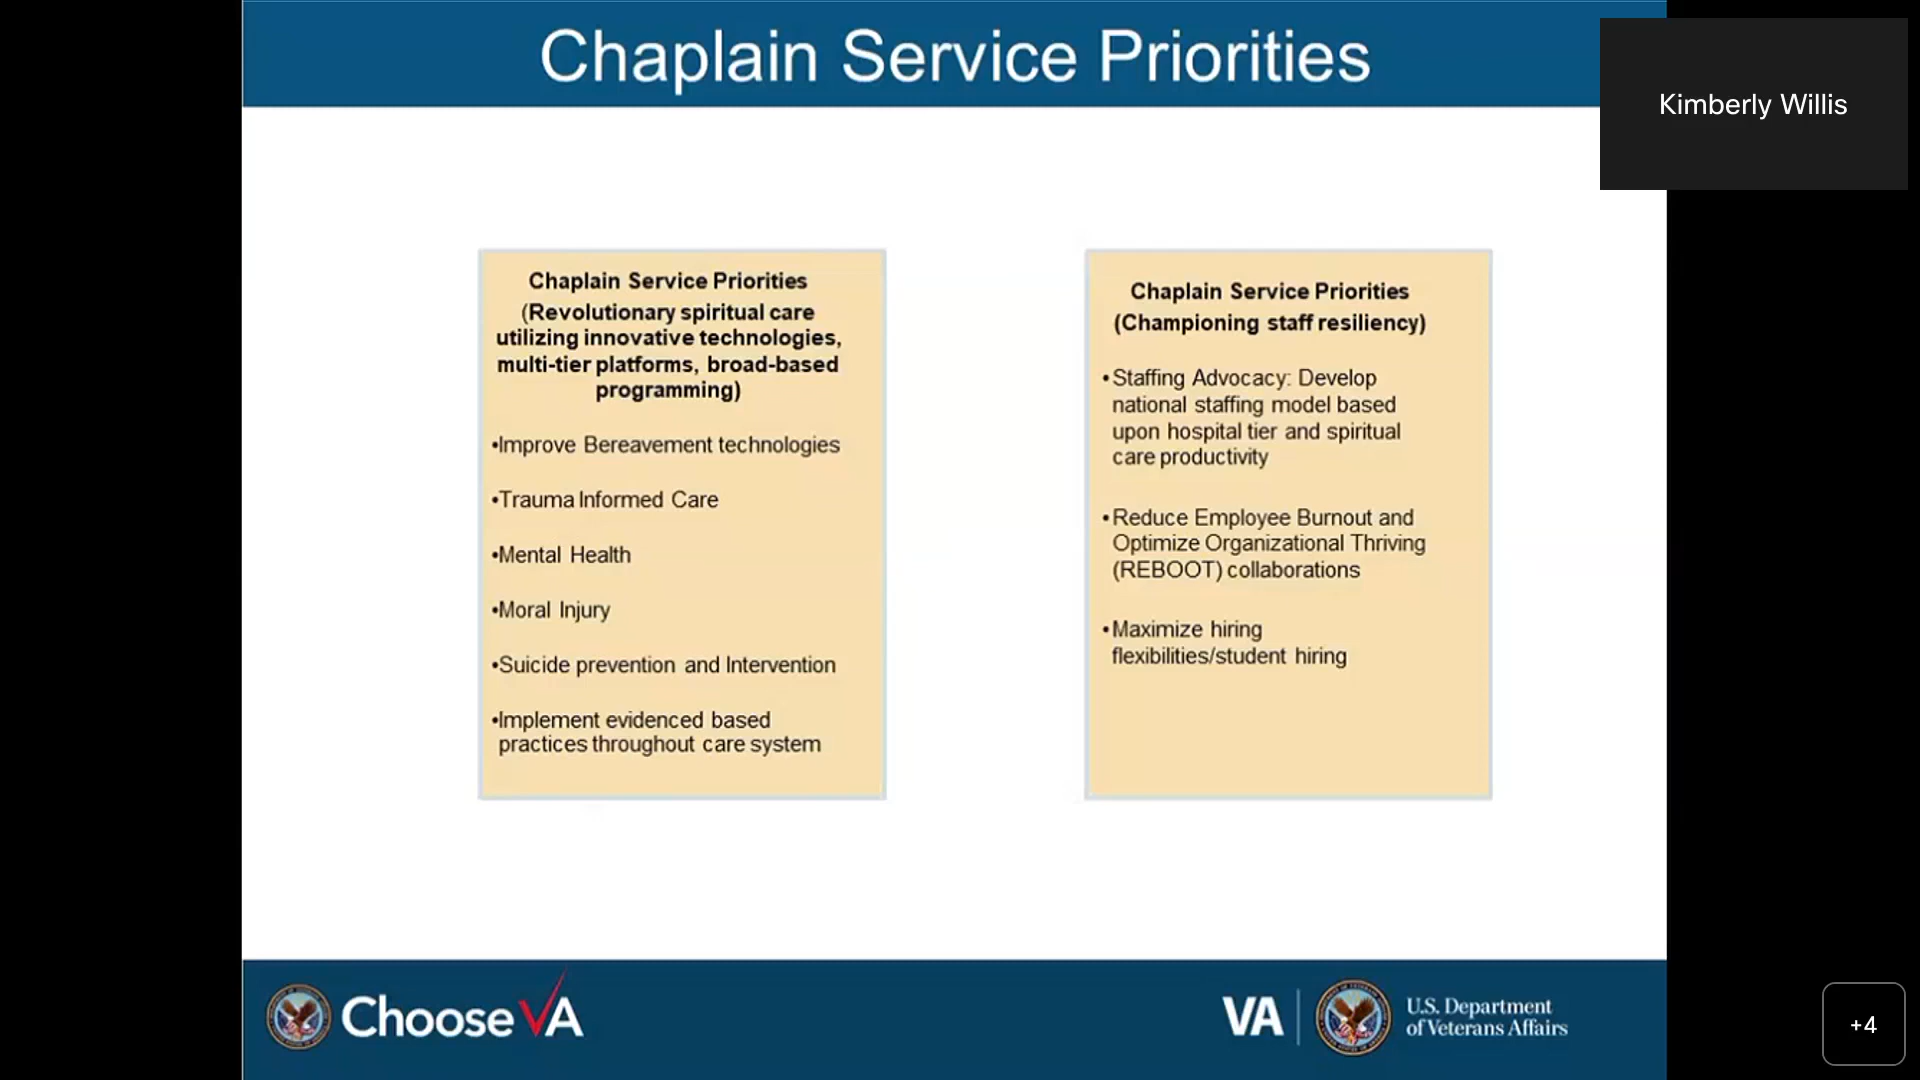 Chaplain Service Priorities
Kimberly Willis
Chaplain Service Priorities
(Revolutionary spiritual care
utilizing innovative technologies,
multi-tier platforms, broad-based
programming)
•Improve Bereavement technologies
•Trauma Informed Care
•Mental Health
•Moral Injury
•Suicide prevention and Intervention
•Implement evidenced based
practices throughout care system
Chaplain Service Priorities
(Championing staff resiliency)
•Staffing Advocacy: Develop
national staffing model based
upon hospital tier and spiritual
care productivity
•Reduce Employee Burnout and
Optimize Organizational Thriving
(REBOOT) collaborations
•Maximize hiring
flexibilities/student hiring
Choose VA
VA
U.S. Department
of Veterans Affairs
+4